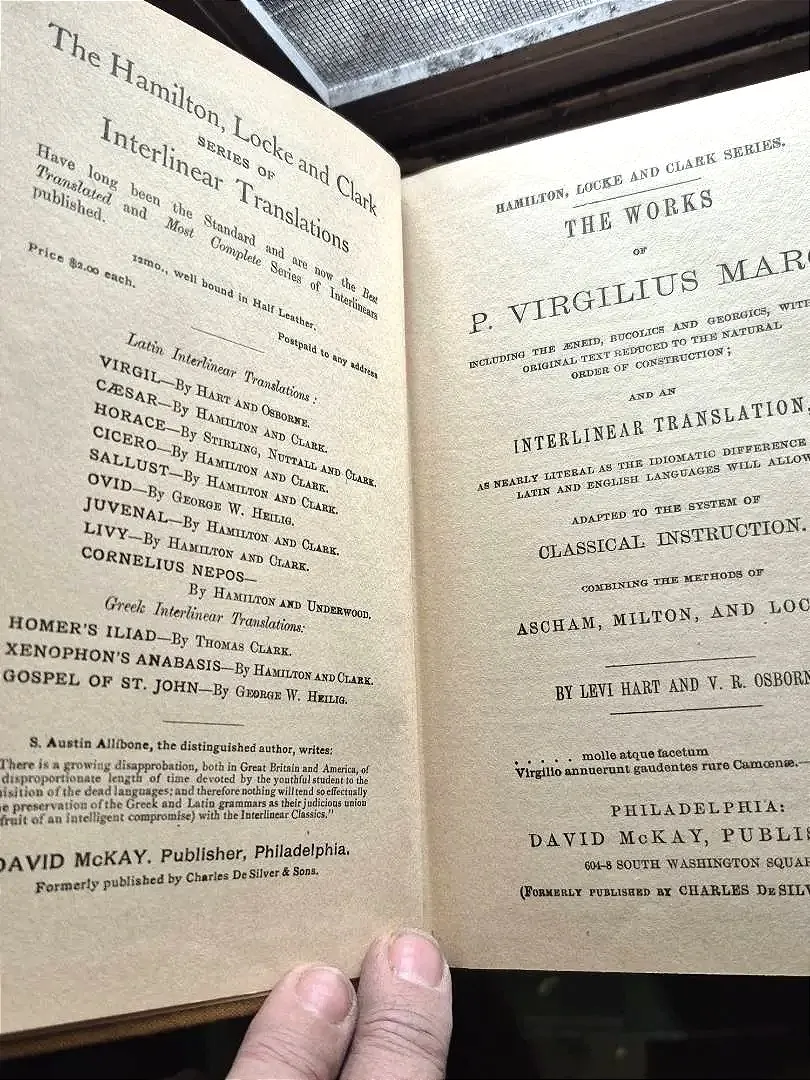 The Hamilton, Locke and Clark
SERIES OF
Interlinear Translations
Have long been the Standard and are now the Best
Translated and Most Complete Series of Interlinears
published.
12mo., well bound in Half Leather.
Price $2.00 each.
Postpaid to any address
Latin Interlinear Translations:
VIRGIL—By HART AND OSBORNE.
CÆSAR—By HAMILTON AND CLARK.
HORACE—By STIRLING, NUTTALL AND CLARK.
CICERO—By HAMILTON AND CLARK.
SALLUST—By HAMILTON AND CLARK.
OVID—By GEORGE W. HEILIG.
JUVENAL—By HAMILTON AND CLARK.
LIVY—By HAMILTON AND CLARK.
CORNELIUS NEPOS—
By HAMILTON AND UNDERWOOD.
Greek Interlinear Translations:
HOMER'S ILIAD—By THOMAS CLARK.
XENOPHON'S ANABASIS—By HAMILTON AND CLARK.
GOSPEL OF ST. JOHN—By GEORGE W. HEILIG.
S. Austin Allibone, the distinguished author, writes:
There is a growing disapprobation, both in Great Britain and America, of
disproportionate length of time devoted by the youthful student to the
of the dead languages; and therefore nothing will tend so effectually
preservation of the Greek and Latin grammars as their judicious union
fruit of an intelligent compromise) with the Interlinear Classics."
DAVID McKAY. Publisher, Philadelphia.
Formerly published by Charles De Silver & Sons.
HAMILTON, LOCKE AND CLARK SERIES.
THE WORKS
OF
P. VIRGILIUS MARO
INCLUDING THE ÆNEID, BUCOLICS AND GEORGICS, WITH
ORIGINAL TEXT REDUCED TO THE NATURAL
ORDER OF CONSTRUCTION;
AND AN
INTERLINEAR TRANSLATION,
AS NEARLY LITERAL AS THE IDIOMATIC DIFFERENCE
LATIN AND ENGLISH LANGUAGES WILL ALLOW
ADAPTED TO THE SYSTEM OF
CLASSICAL INSTRUCTION.
COMBINING THE METHODS OF
ASCHAM, MILTON, AND LOC
BY LEVI HART AND V. R. OSBORN
. . . . . molle atque facetum
Virgilio annuerunt gaudentes rure Camœnæ.—
PHILADELPHIA:
DAVID McKAY, PUBLIS
604-8 SOUTH WASHINGTON SQUAR
(FORMERLY PUBLISHED BY CHARLES DE SILV